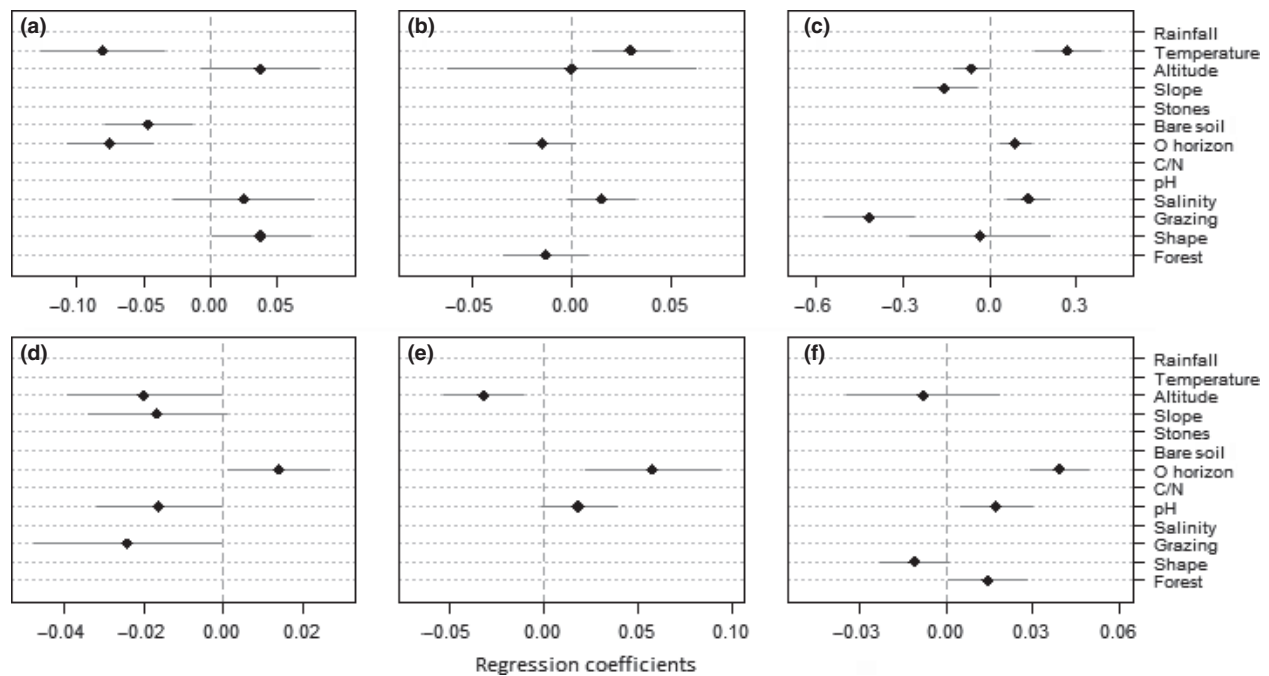 (a) (b) (c)
Rainfall
Temperature
Altitude
Slope
Stones
Bare soil
O horizon
C/N
pH
Salinity
Grazing
Shape
Forest
−0.10 −0.05 0.00 0.05 −0.05 0.00 0.05 −0.6 −0.3 0.0 0.3
(d) (e) (f)
Rainfall
Temperature
Altitude
Slope
Stones
Bare soil
O horizon
C/N
pH
Salinity
Grazing
Shape
Forest
−0.04 −0.02 0.00 0.02 −0.05 0.00 0.05 0.10 −0.03 0.00 0.03 0.06
Regression coefficients